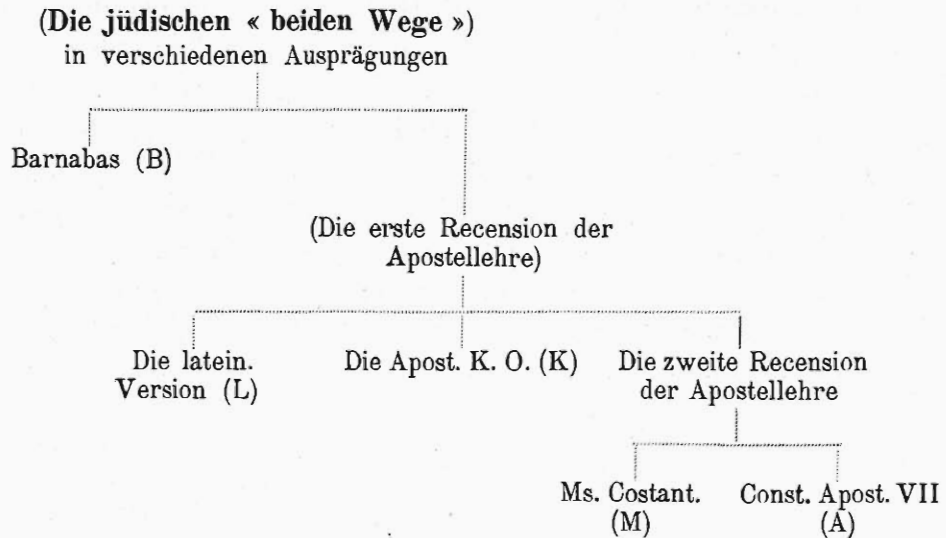 (Die jüdischen « beiden Wege »)
in verschiedenen Ausprägungen
Barnabas (B)
(Die erste Recension der
Apostellehre)
Die latein.
Version (L)
Die Apost. K. O. (K)
Die zweite Recension
der Apostellehre
Ms. Costant.
(M)
Const. Apost. VII
(A)